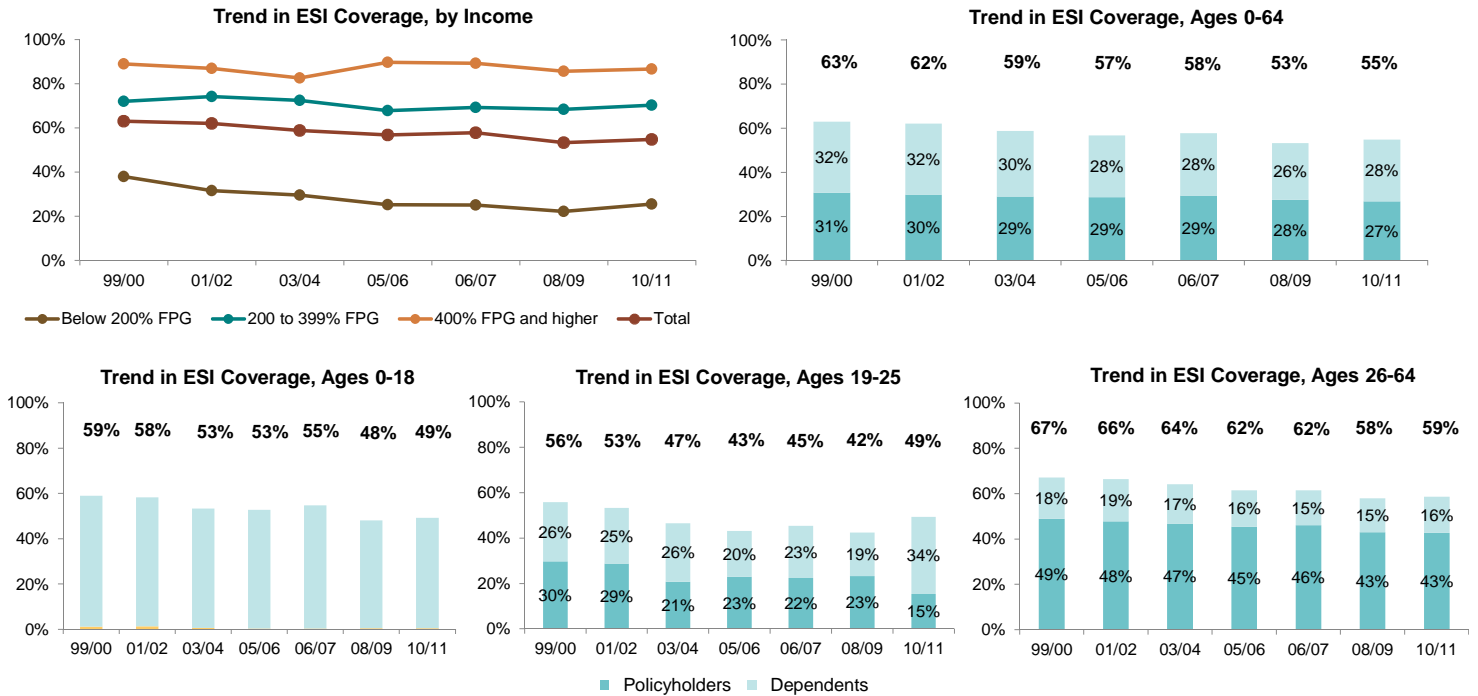 Trend in ESI Coverage, by Income
100%
80%
60%
40%
20%
0%
99/00 01/02 03/04 05/06 06/07 08/09 10/11
Below 200% FPG 200 to 399% FPG 400% FPG and higher Total
Trend in ESI Coverage, Ages 0-64
100%
63% 62% 59% 57% 58% 53% 55%
80%
60%
32% 32% 30% 28% 28% 26% 28%
40%
20%
31% 30% 29% 29% 29% 28% 27%
0%
99/00 01/02 03/04 05/06 06/07 08/09 10/11
Trend in ESI Coverage, Ages 0-18
100%
59% 58% 53% 53% 55% 48% 49%
80%
60%
40%
20%
0%
99/00 01/02 03/04 05/06 06/07 08/09 10/11
Trend in ESI Coverage, Ages 19-25
100%
56% 53% 47% 43% 45% 42% 49%
80%
60%
26% 25% 26% 20% 23% 19% 34%
40%
20%
30% 29% 21% 23% 22% 23% 15%
0%
99/00 01/02 03/04 05/06 06/07 08/09 10/11
Trend in ESI Coverage, Ages 26-64
100%
67% 66% 64% 62% 62% 58% 59%
80%
60%
18% 19% 17% 16% 15% 15% 16%
40%
20%
49% 48% 47% 45% 46% 43% 43%
0%
99/00 01/02 03/04 05/06 06/07 08/09 10/11
Policyholders Dependents